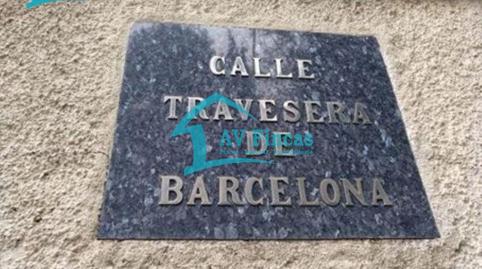 CALLE
TRAVESERA
AV Fincas
DE
BARCELONA